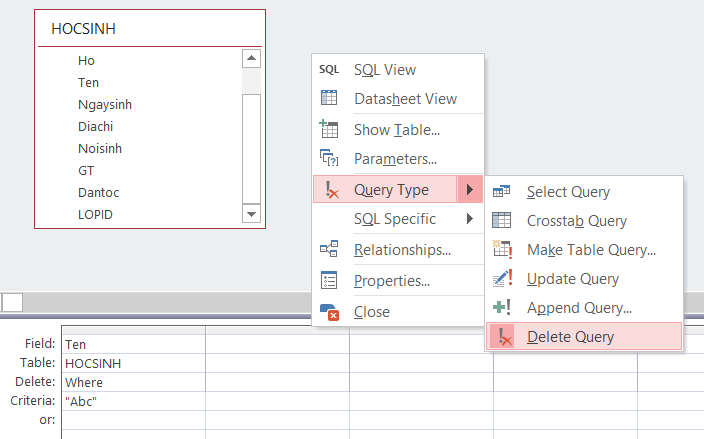 HOCSINH
Ho
Ten
Ngaysinh
Diachi
Noisinh
GT
Dantoc
LOPID
SQL SQL View
Datasheet View
Show Table...
Parameters...
Query Type
SQL Specific
Relationships...
Properties...
Close
Select Query
Crosstab Query
Make Table Query...
Update Query
Append Query...
Delete Query
Field: Ten
Table: HOCSINH
Delete: Where
Criteria: "Abc"
or: